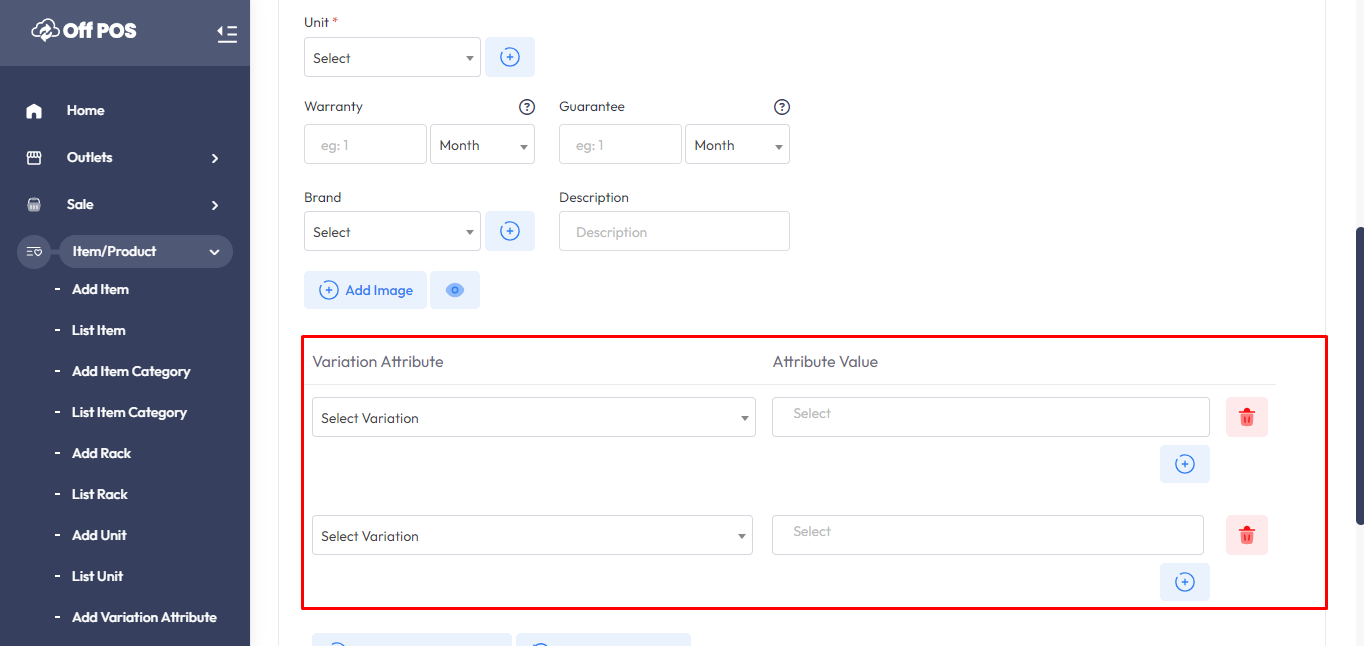 Off POS
Home
Outlets
Sale
Item/Product
- Add Item
- List Item
- Add Item Category
- List Item Category
- Add Rack
- List Rack
- Add Unit
- List Unit
- Add Variation Attribute
Unit *
Select
Warranty ? Guarantee ?
eg: 1 Month eg: 1 Month
Brand Description
Select Description
Add Image
Variation Attribute Attribute Value
Select Variation Select
Select Variation Select